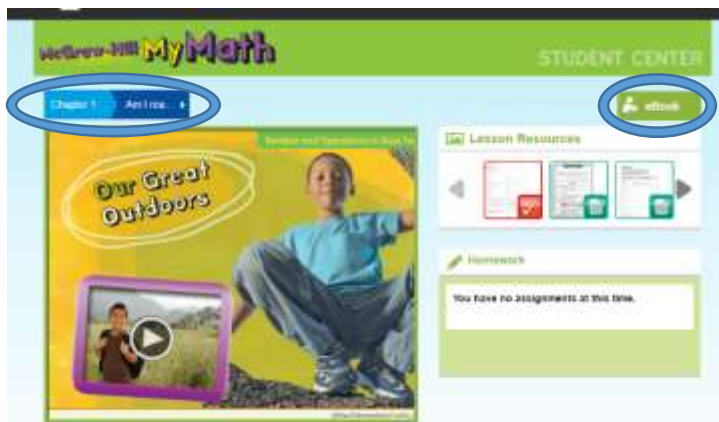 McGraw-Hill My Math
STUDENT CENTER
Chapter 1 Am I rea
eBook
Lesson Resources
Our Great
Outdoors
Homework
You have no assignments at this time.